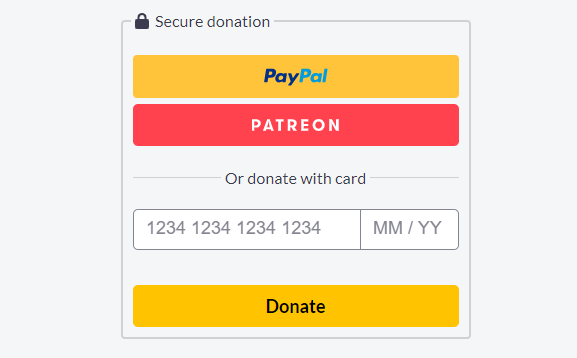 Secure donation
PayPal
PATREON
Or donate with card
1234 1234 1234 1234 MM / YY
Donate